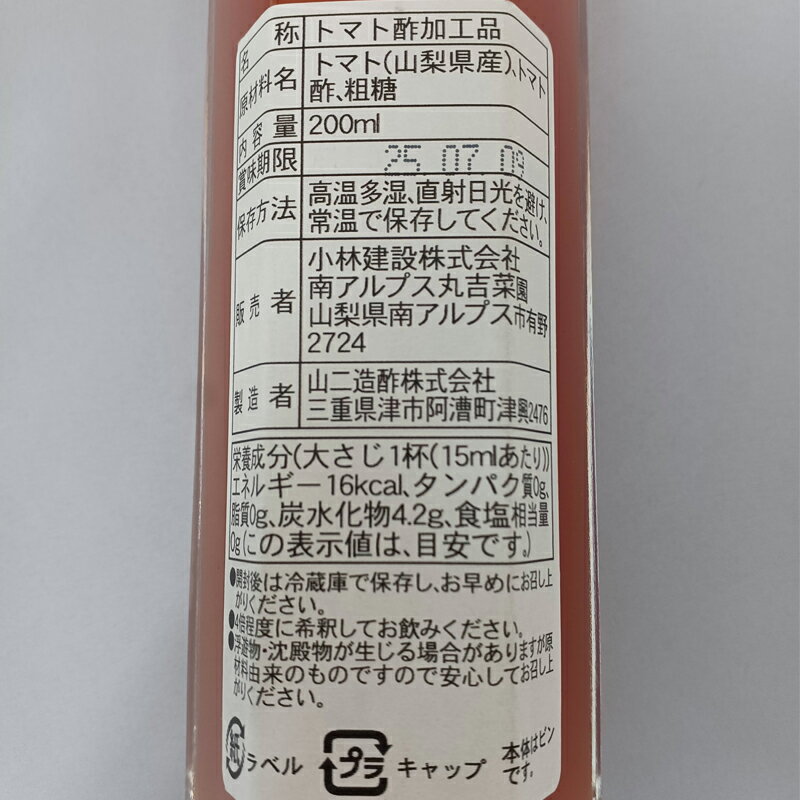 名称 トマト酢加工品
原材料名 トマト(山梨県産)、トマト
酢、粗糖
内容量 200ml
賞味期限 25.07.09
保存方法 高温多湿、直射日光を避け、
常温で保存してください。
販売者 小林建設株式会社
南アルプス丸吉菜園
山梨県南アルプス市有野
2724
製造者 山二造酢株式会社
三重県津市阿漕町津興2476
栄養成分(大さじ1杯(15mlあたり))
エネルギー16kcal、タンパク質0g、
脂質0g、炭水化物4.2g、食塩相当量
0g(この表示値は、目安です。)
●開封後は冷蔵庫で保存し、お早めにお召し上
がりください。
●4倍程度に希釈してお飲みください。
●浮遊物・沈殿物が生じる場合がありますが原
材料由来のものですので安心してお召し上
がりください。
紙 ラベル プラ キャップ 本体はビン
です。